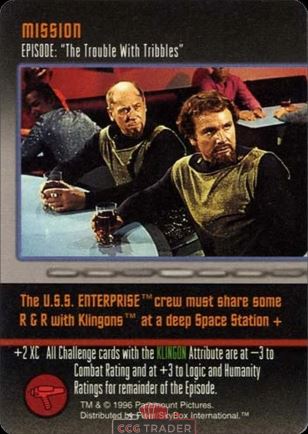 MISSION
EPISODE: "The Trouble With Tribbles"
The U.S.S. ENTERPRISE™ crew must share some
R & R with Klingons™ at a deep Space Station +
+2 XC All Challenge cards with the KLINGON Attribute are at –3 to
Combat Rating and at +3 to Logic and Humanity
Ratings for remainder of the Episode.
TM & © 1996 Paramount Pictures.
Distributed by SkyBox International.™
CCG TRADER